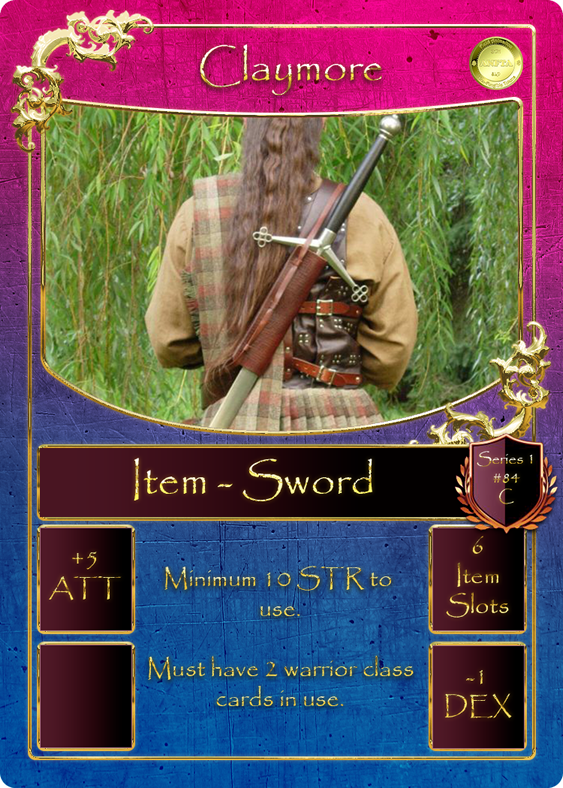 Claymore
Item - Sword
Series 1
#84
C
+5
ATT
Minimum 10 STR to
use.
Must have 2 warrior class
cards in use.
6
Item
Slots
-1
DEX